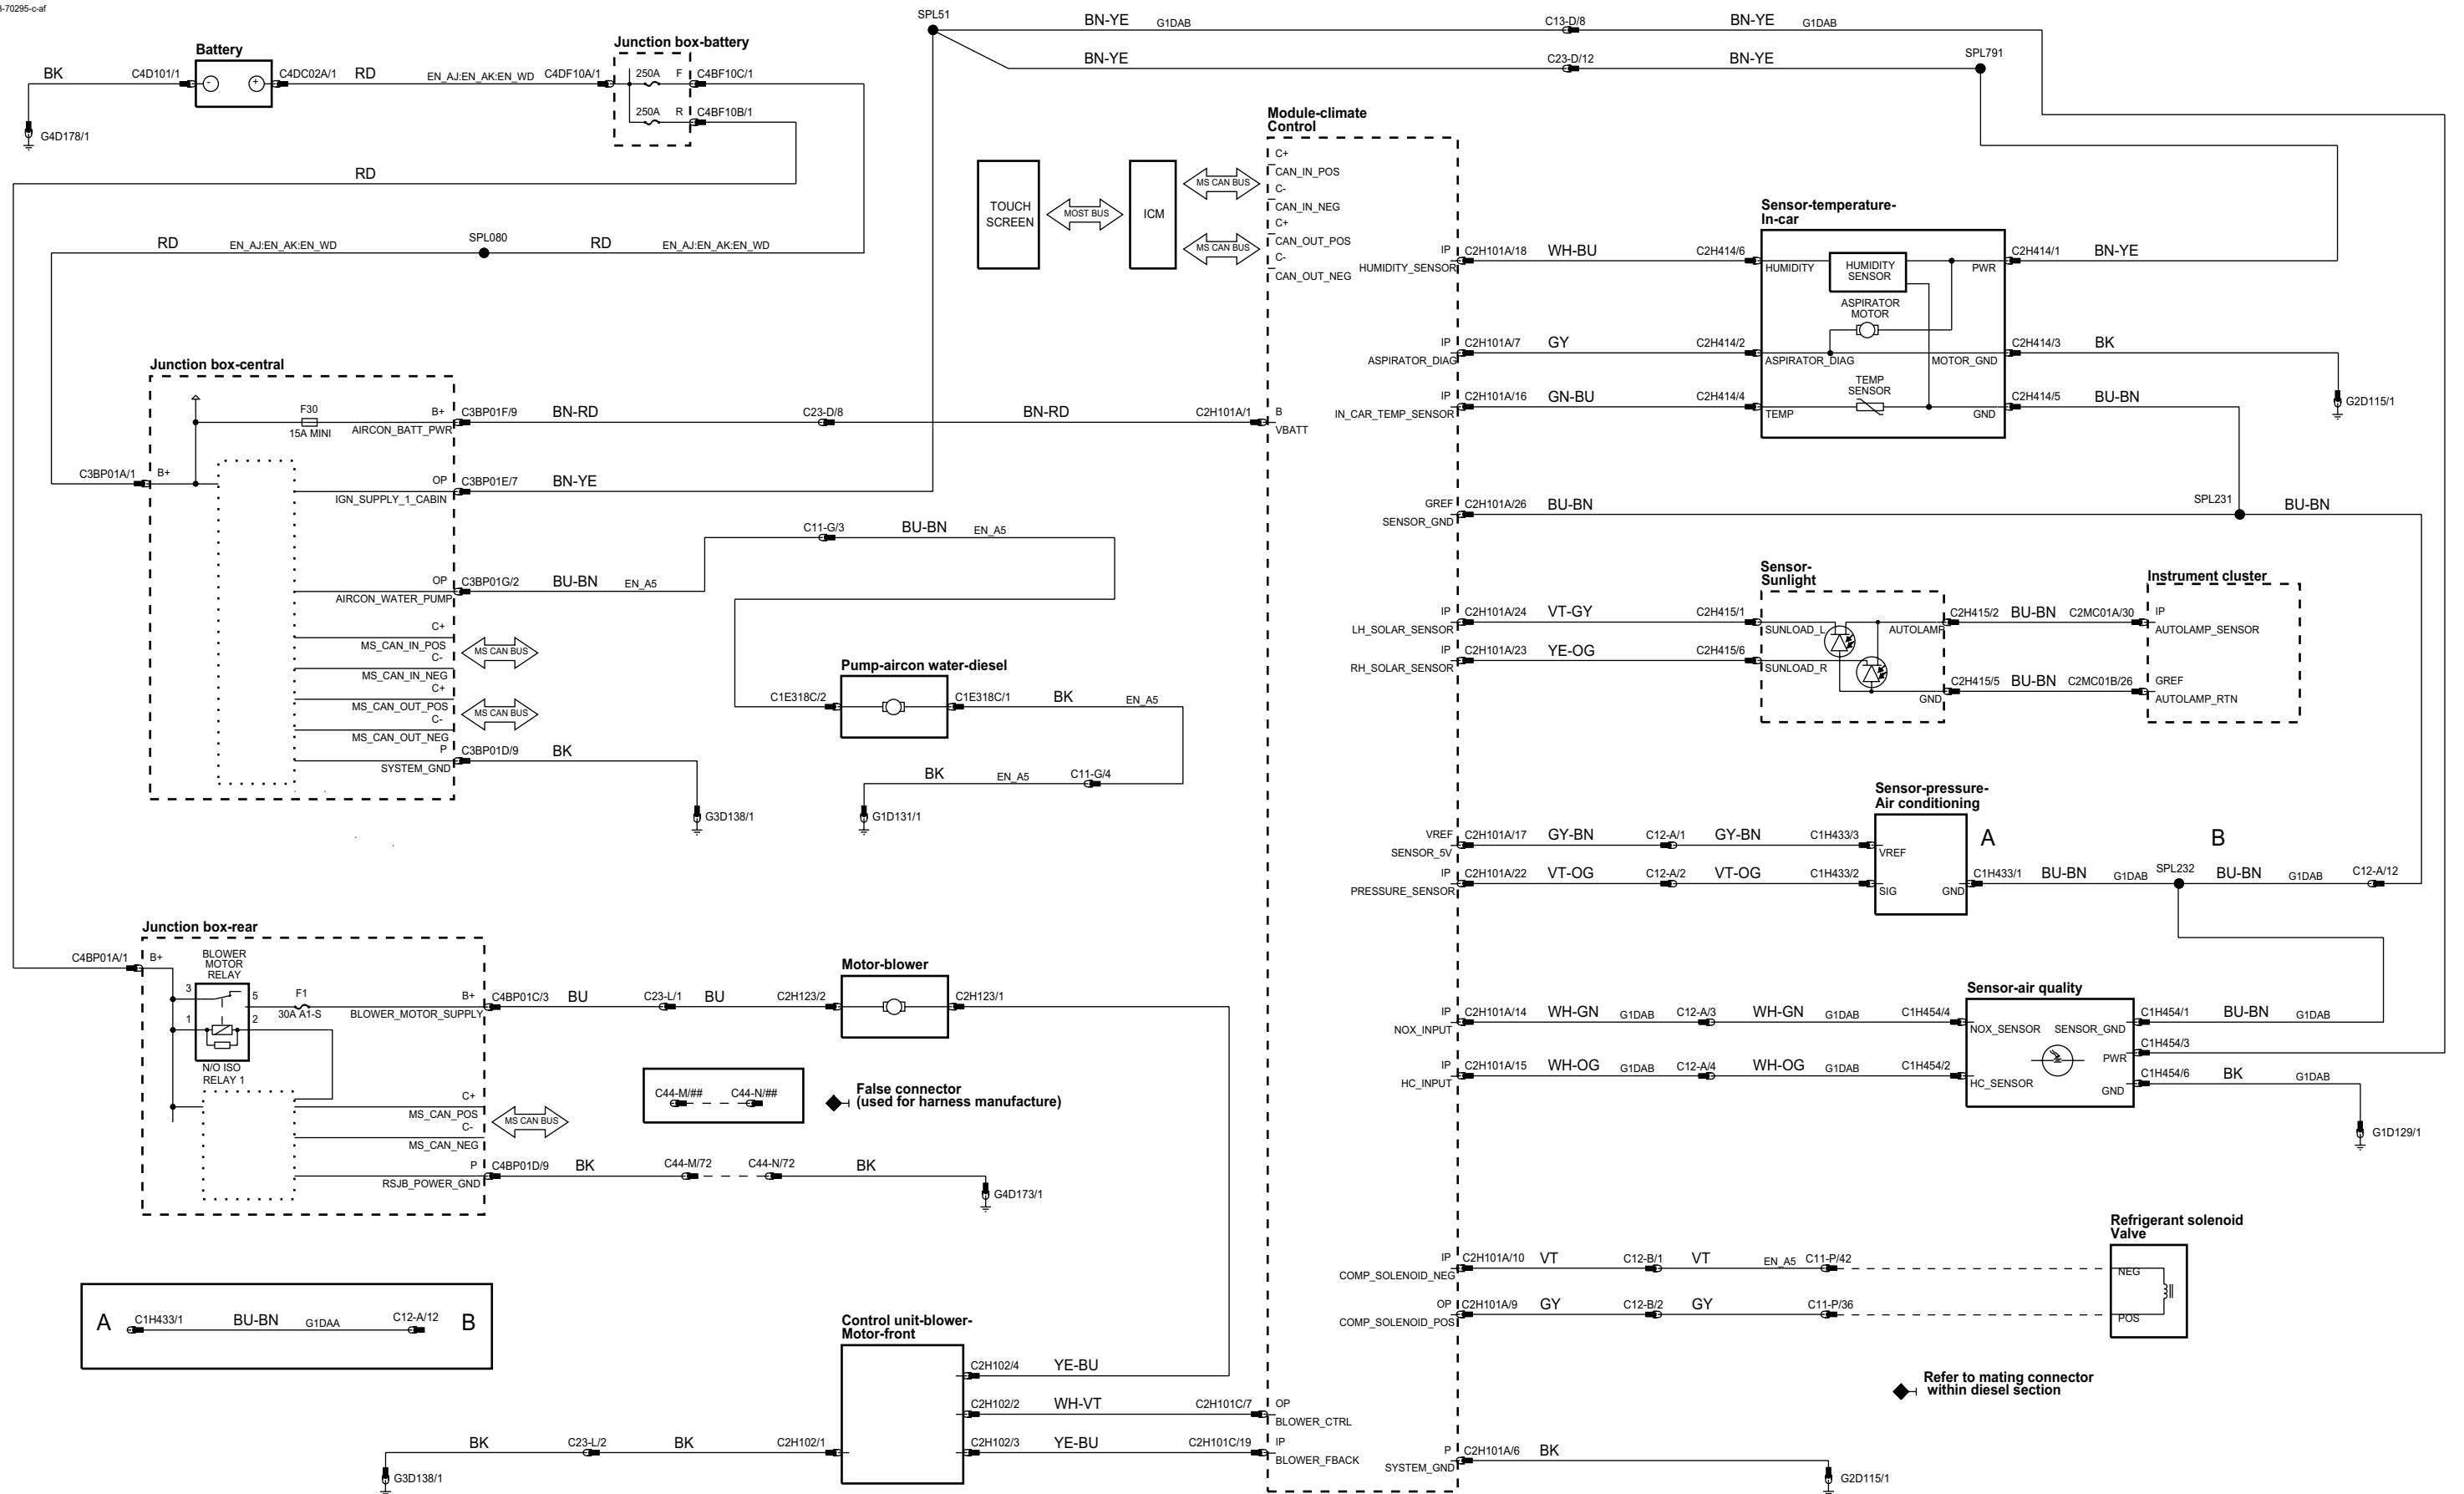 -70295-c-af
SPL51
BN-YE
G1DAB
C13-D/8
BN-YE
G1DAB
BN-YE
C23-D/12
BN-YE
SPL791
Battery
Junction box-battery
BK
C4D101/1
-
+
C4DC02A/1
RD
EN_AJ:EN_AK:EN_WD
C4DF10A/1
250A
F
C4BF10C/1
250A
R
C4BF10B/1
G4D178/1
RD
RD
EN_AJ:EN_AK:EN_WD
SPL080
RD
EN_AJ:EN_AK:EN_WD
Junction box-central
F30
15A MINI
B+
AIRCON_BATT_PWR
C3BP01F/9
BN-RD
C23-D/8
BN-RD
C2H101A/1
C3BP01A/1
B+
OP
IGN_SUPPLY_1_CABIN
C3BP01E/7
BN-YE
OP
AIRCON_WATER_PUMP
C3BP01G/2
BU-BN
EN_A5
C11-G/3
BU-BN
EN_A5
C+
MS_CAN_IN_POS
C-
MS_CAN_IN_NEG
C+
MS_CAN_OUT_POS
C-
MS_CAN_OUT_NEG
MS CAN BUS
MS CAN BUS
P
SYSTEM_GND
C3BP01D/9
BK
G3D138/1
Pump-aircon water-diesel
C1E318C/2
C1E318C/1
BK
EN_A5
BK
EN_A5
C11-G/4
G1D131/1
Junction box-rear
C4BP01A/1
B+
BLOWER
MOTOR
RELAY
3
5
1
2
N/O ISO
RELAY 1
F1
30A A1-S
B+
BLOWER_MOTOR_SUPPLY
C4BP01C/3
BU
C23-L/1
BU
C2H123/2
Motor-blower
C2H123/1
C+
MS_CAN_POS
C-
MS_CAN_NEG
MS CAN BUS
C44-M/##
C44-N/##
False connector
(used for harness manufacture)
P
RSJB_POWER_GND
C4BP01D/9
BK
C44-M/72
C44-N/72
BK
G4D173/1
A
C1H433/1
BU-BN
G1DAA
C12-A/12
B
Control unit-blower-
Motor-front
C2H102/4
YE-BU
C2H102/2
WH-VT
C2H101C/7
C2H102/3
YE-BU
C2H101C/19
BK
C23-L/2
BK
C2H102/1
G3D138/1
TOUCH
SCREEN
MOST BUS
ICM
MS CAN BUS
MS CAN BUS
Module-climate
Control
C+
CAN_IN_POS
C-
CAN_IN_NEG
C+
CAN_OUT_POS
C-
CAN_OUT_NEG
B
VBATT
OP
BLOWER_CTRL
IP
BLOWER_FBACK
IP
HUMIDITY_SENSOR
C2H101A/18
WH-BU
C2H414/6
IP
ASPIRATOR_DIAG
C2H101A/7
GY
C2H414/2
IP
IN_CAR_TEMP_SENSOR
C2H101A/16
GN-BU
C2H414/4
Sensor-temperature-
In-car
HUMIDITY
HUMIDITY
SENSOR
PWR
ASPIRATOR
MOTOR
ASPIRATOR_DIAG
MOTOR_GND
TEMP
SENSOR
TEMP
GND
C2H414/1
BN-YE
C2H414/3
BK
C2H414/5
BU-BN
G2D115/1
GREF
SENSOR_GND
C2H101A/26
BU-BN
SPL231
BU-BN
IP
LH_SOLAR_SENSOR
C2H101A/24
VT-GY
C2H415/1
IP
RH_SOLAR_SENSOR
C2H101A/23
YE-OG
C2H415/6
Sensor-
Sunlight
SUNLOAD_L
AUTOLAMP
SUNLOAD_R
GND
C2H415/2
BU-BN
C2MC01A/30
C2H415/5
BU-BN
C2MC01B/26
Instrument cluster
IP
AUTOLAMP_SENSOR
GREF
AUTOLAMP_RTN
VREF
SENSOR_5V
C2H101A/17
GY-BN
C12-A/1
GY-BN
C1H433/3
IP
PRESSURE_SENSOR
C2H101A/22
VT-OG
C12-A/2
VT-OG
C1H433/2
Sensor-pressure-
Air conditioning
VREF
SIG
GND
A
B
C1H433/1
BU-BN
G1DAB
SPL232
BU-BN
G1DAB
C12-A/12
IP
NOX_INPUT
C2H101A/14
WH-GN
G1DAB
C12-A/3
WH-GN
G1DAB
C1H454/4
IP
HC_INPUT
C2H101A/15
WH-OG
G1DAB
C12-A/4
WH-OG
G1DAB
C1H454/2
Sensor-air quality
NOX_SENSOR
SENSOR_GND
PWR
HC_SENSOR
GND
C1H454/1
BU-BN
G1DAB
C1H454/3
C1H454/6
BK
G1DAB
G1D129/1
IP
COMP_SOLENOID_NEG
C2H101A/10
VT
C12-B/1
VT
EN_A5
C11-P/42
OP
COMP_SOLENOID_POS
C2H101A/9
GY
C12-B/2
GY
C11-P/36
Refrigerant solenoid
Valve
NEG
POS
Refer to mating connector
within diesel section
P
SYSTEM_GND
C2H101A/6
BK
G2D115/1